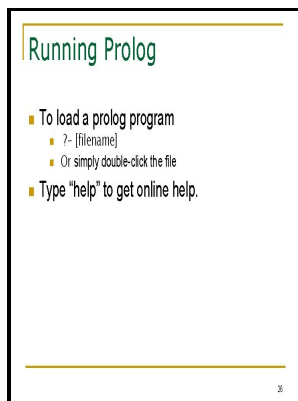 Running Prolog
To load a prolog program
?- [filename]
Or simply double-click the file
Type “help” to get online help.
26